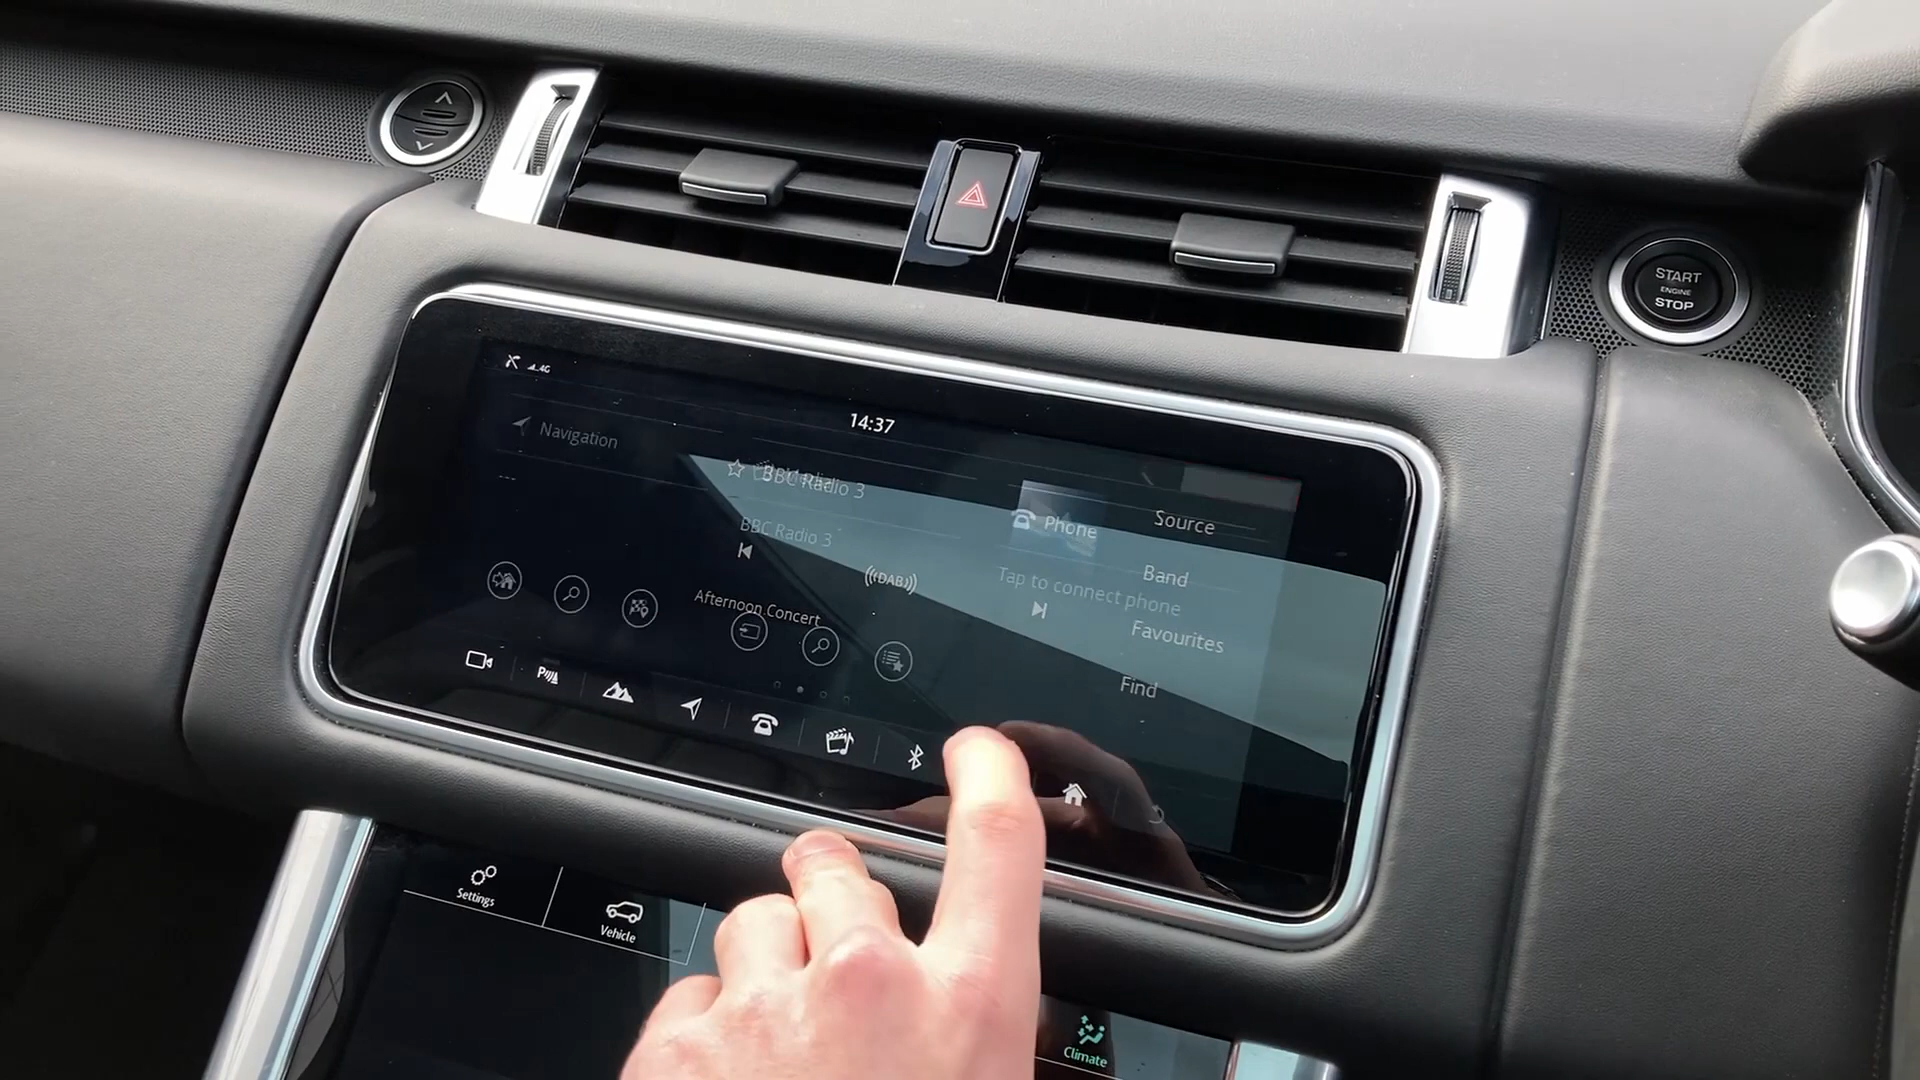 START
ENGINE
STOP
4G
14:37
Navigation
--
BBC Radio 3
Source
Phone
BBC Radio 3
Band
DAB
Tap to connect phone
Afternoon Concert
Favourites
Find
P
Settings
Vehicle
Climate